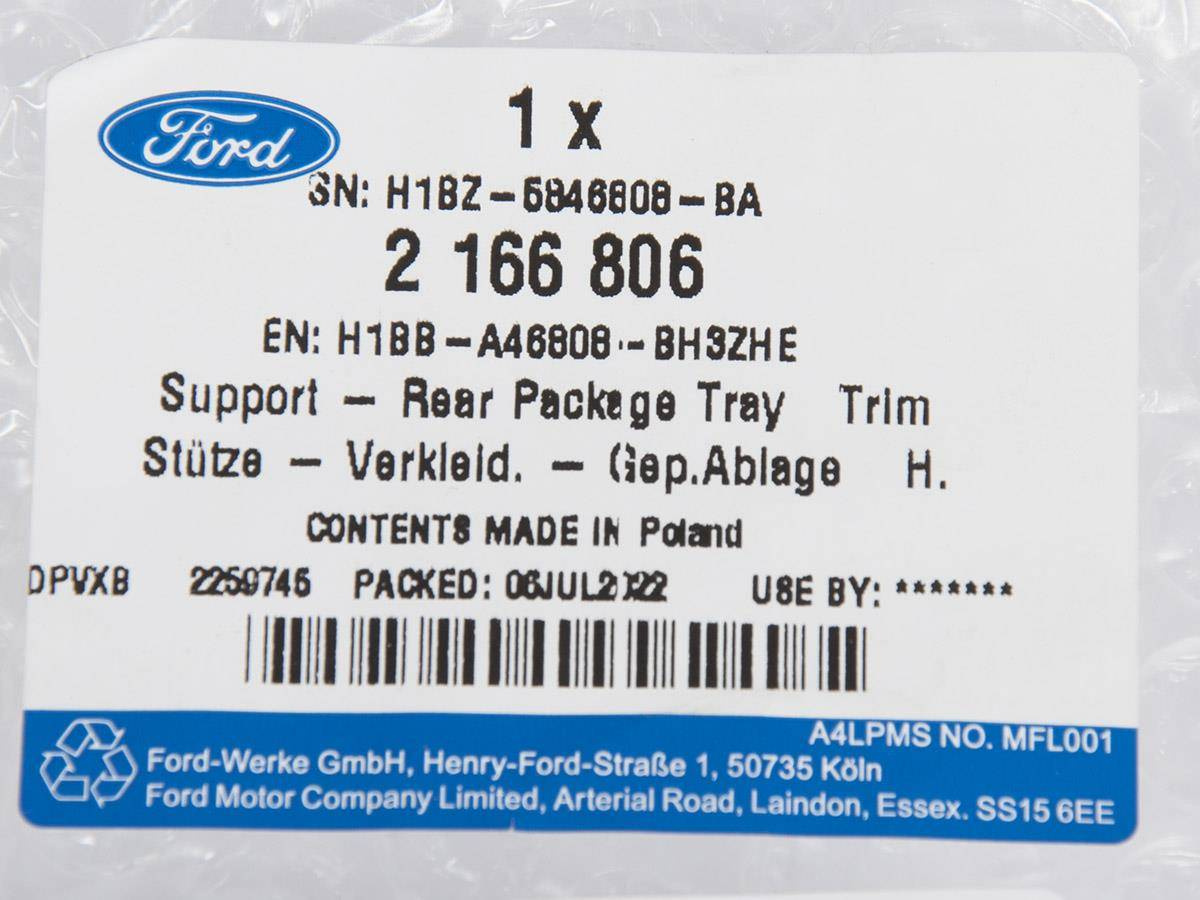 Ford
1 x
SN: H1BZ-5846808-BA
2 166 806
EN: H1BB-A46808-BH3ZHE
Support - Rear Package Tray Trim
Stütze - Verkleid. - Gep.Ablage H.
CONTENTS MADE IN Poland
DPVXB 2259745 PACKED: 06JUL2022 USE BY: *******
A4LPMS NO. MFL001
Ford-Werke GmbH, Henry-Ford-Straße 1, 50735 Köln
Ford Motor Company Limited, Arterial Road, Laindon, Essex. SS15 6EE